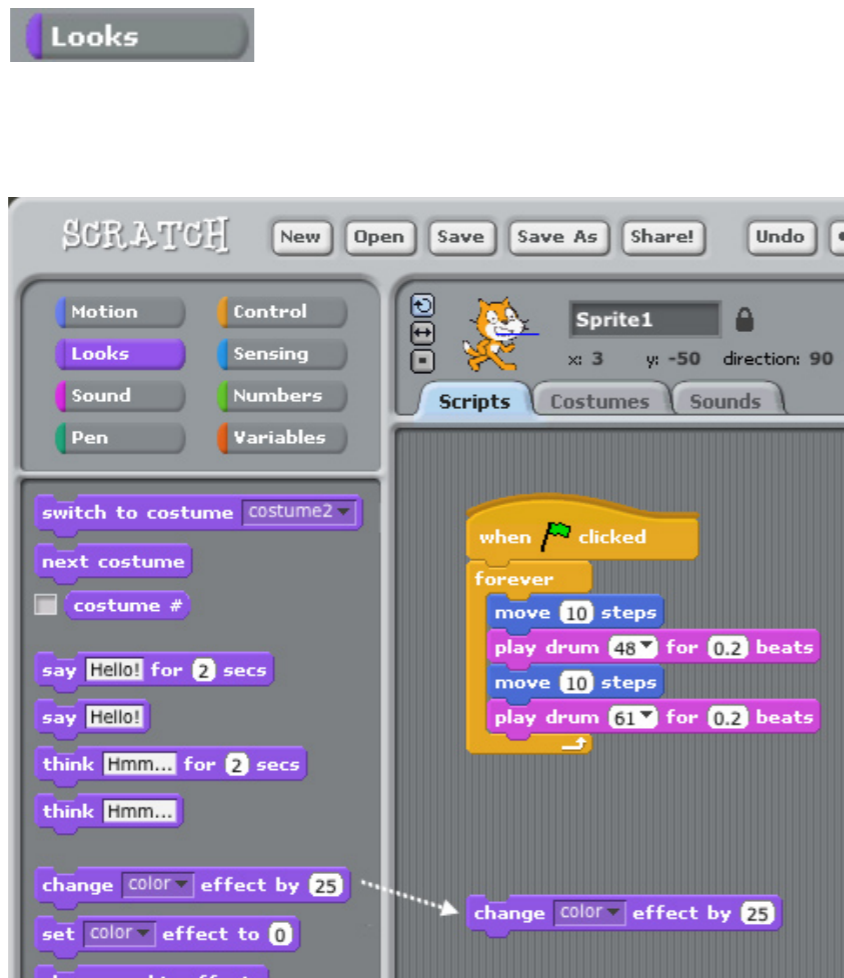 Looks
SCRATCH New Open Save Save As Share! Undo
Motion Control
Looks Sensing
Sound Numbers
Pen Variables
Sprite1
x: 3 y: -50 direction: 90
Scripts Costumes Sounds
switch to costume costume2
next costume
costume #
say Hello! for 2 secs
say Hello!
think Hmm... for 2 secs
think Hmm...
change color effect by 25
set color effect to 0
when clicked
forever
move 10 steps
play drum 48 for 0.2 beats
move 10 steps
play drum 61 for 0.2 beats
change color effect by 25